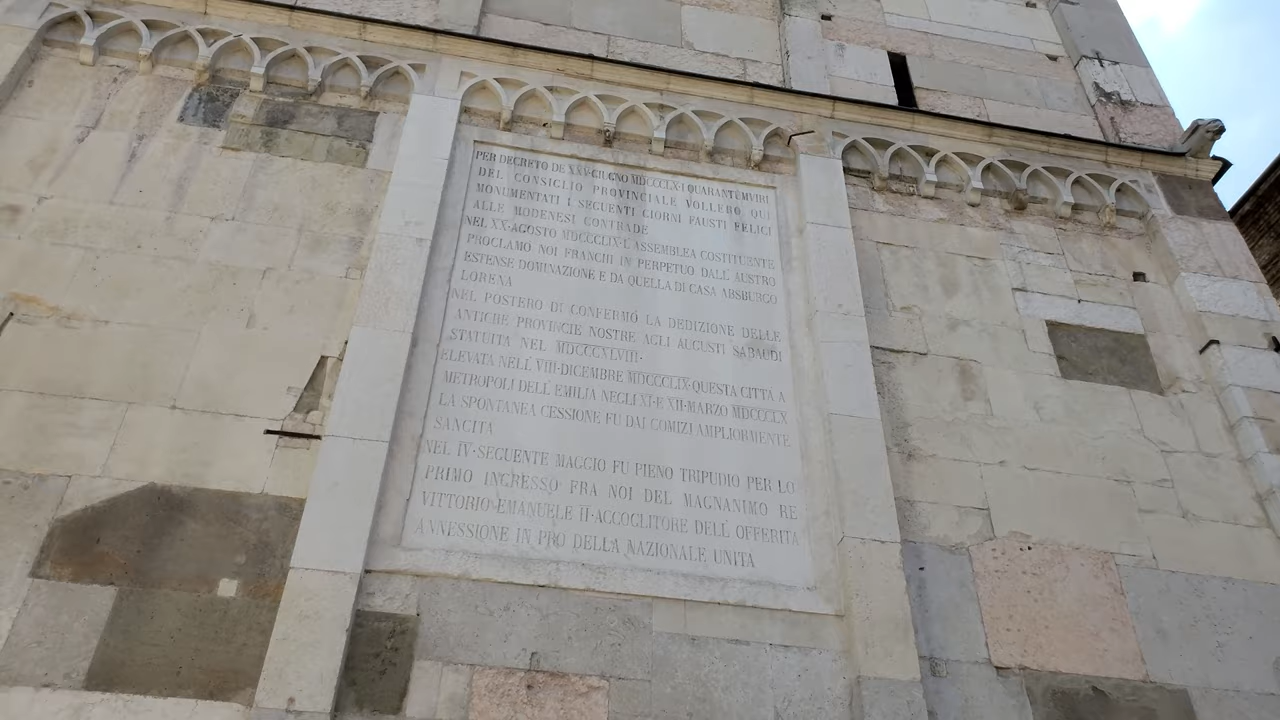 PER DECRETO DE XXV·GIUGNO MDCCCLX·I QUARANTEMVIRI
DEL CONSIGLIO PROVINCIALE VOLLERO QUI
MONUMENTATI I SEGUENTI GIORNI FAUSTI FELICI
ALLE MODENESI CONTRADE
NEL XX·AGOSTO MDCCCLIX·L'ASSEMBLEA COSTITUENTE
PROCLAMO NOI FRANCHI IN PERPETUO DALL'AUSTRO
ESTENSE DOMINAZIONE E DA QUELLA DI CASA ABSBURGO
LORENA
NEL POSTERO DI CONFERMÓ LA DEDIZIONE DELLE
ANTICHE PROVINCIE NOSTRE AGLI AUGUSTI SABAUDI
STATUITA NEL MDCCCXLVIII·
ELEVATA NELL'VIII·DICEMBRE MDCCCLIX·QUESTA CITTÀ A
METROPOLI DELL'EMILIA NEGLI XI·E XII·MARZO MDCCCLX
LA SPONTANEA CESSIONE FU DAI COMIZI AMPLIORMENTE
SANCITA
NEL IV·SEGUENTE MAGGIO FU PIENO TRIPUDIO PER LO
PRIMO INGRESSO FRA NOI DEL MAGNANIMO RE
VITTORIO EMANUELE II·ACCOGLITORE DELL'OFFERITA
ANNESSIONE IN PRO DELLA NAZIONALE UNITA